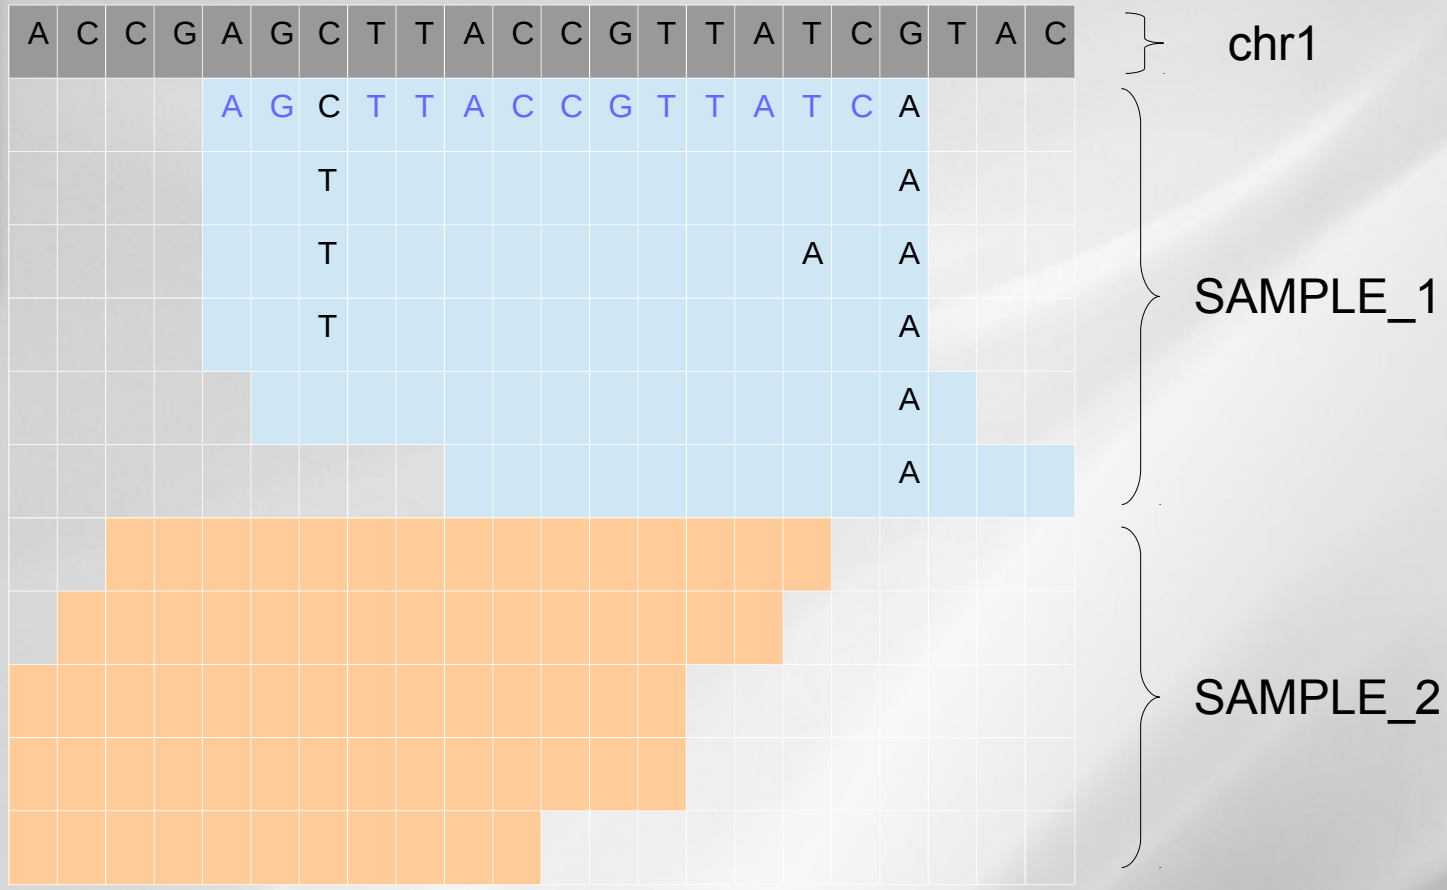 A C C G A G C T T A C C G T T A T C G T A C
chr1
A G C T T A C C G T T A T C A
T A
T A A
SAMPLE_1
T A
A
A
SAMPLE_2